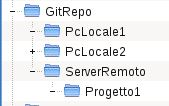 GitRepo
PcLocale1
PcLocale2
ServerRemoto
Progetto1